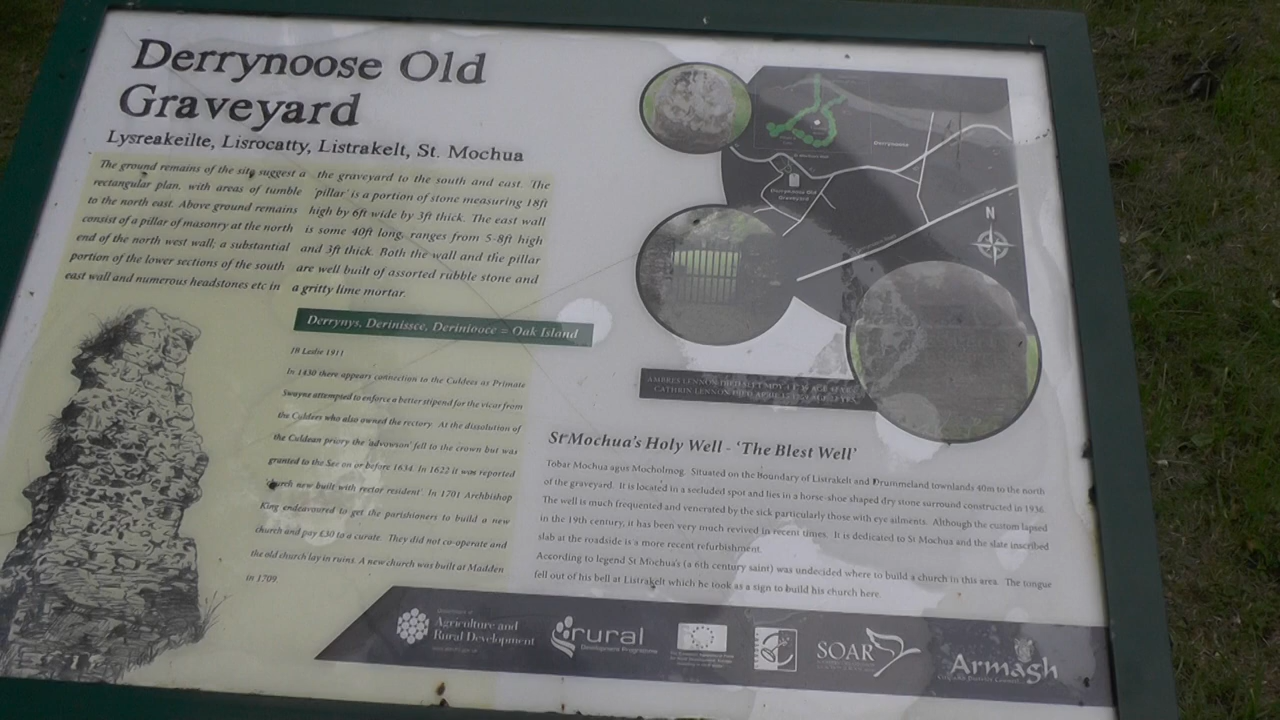 Derrynoose Old
Graveyard
Lysreakeilte, Lisrocatty, Listrakelt, St. Mochua
The ground remains of the site suggest a
rectangular plan, with areas of tumble
to the north east. Above ground remains
consist of a pillar of masonry at the north
end of the north west wall, a substantial
portion of the lower sections of the south
east wall and numerous headstones etc in
the graveyard to the south and east. The
'pillar' is a portion of stone measuring 18ft
high by 6ft wide by 3ft thick. The east wall
is some 40ft long, ranges from 5-8ft high
and 3ft thick. Both the wall and the pillar
are well built of assorted rubble stone and
a gritty lime mortar.
Derrynys, Derinissce, Deriniooce = Oak Island
JB Leslie 1911
In 1430 there appears connection to the Culdees as Primate
Swayne attempted to enforce a better stipend for the vicar from
the Culdees who also owned the rectory. At the dissolution of
the Culdean priory the 'advowson' fell to the crown but was
granted to the See on or before 1634. In 1622 it was reported
'church new built with rector resident'. In 1701 Archbishop
King endeavoured to get the parishioners to build a new
church and pay £30 to a curate. They did not co-operate and
the old church lay in ruins. A new church was built at Madden
in 1709.
Derrynoose
Derrynoose Old
Graveyard
N
CATHRIN LENNON DIED APRIL
St Mochua's Holy Well - 'The Blest Well'
Tobar Mochua agus Mocholmog. Situated on the Boundary of Listrakelt and Drummeland townlands 40m to the north
of the graveyard. It is located in a secluded spot and lies in a horse-shoe shaped dry stone surround constructed in 1936.
The well is much frequented and venerated by the sick particularly those with eye ailments. Although the custom lapsed
in the 19th century, it has been very much revived in recent times. It is dedicated to St Mochua and the slate inscribed
slab at the roadside is a more recent refurbishment.
According to legend St Mochua's (a 6th century saint) was undecided where to build a church in this area. The tongue
fell out of his bell at Listrakelt which he took as a sign to build his church here.
Department of
Agriculture and
Rural Development
rural
Development Programme
SOAR
Armagh
City and District Council